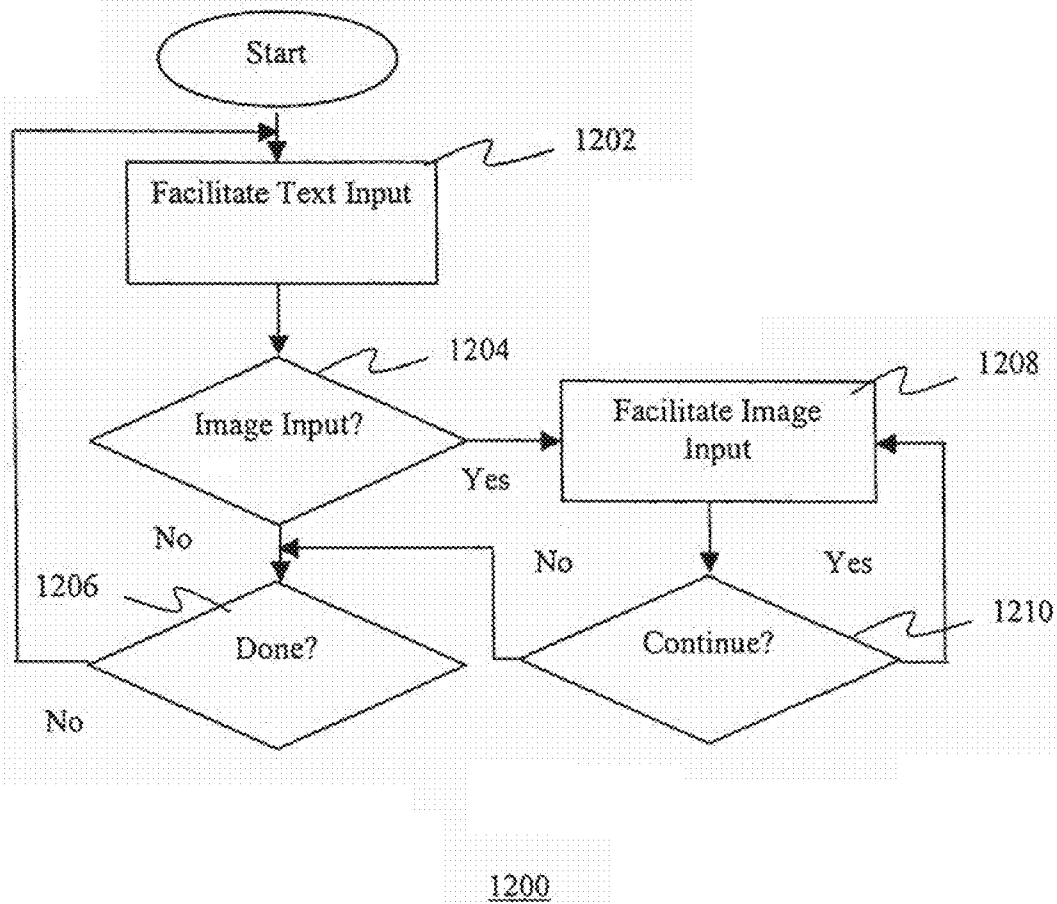 Start
1202
Facilitate Text Input
1204
Image Input?
Yes
1208
Facilitate Image
Input
No
No
Yes
1206
Done?
No
Continue?
1210
1200